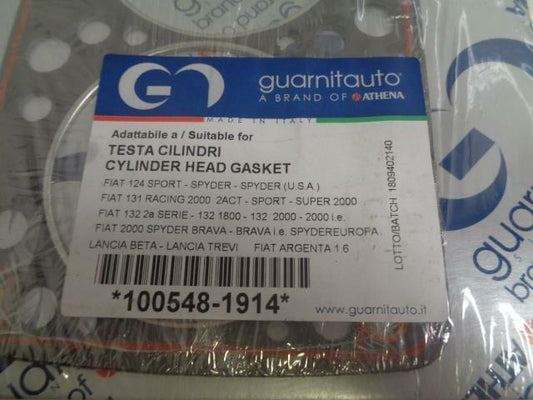 guarnitauto
A BRAND OF ATHENA
MADE IN ITALY
Adattabile a / Suitable for
TESTA CILINDRI
CYLINDER HEAD GASKET
FIAT 124 SPORT - SPYDER - SPYDER (U.S.A.)
FIAT 131 RACING 2000 2ACT - SPORT - SUPER 2000
FIAT 132 2a SERIE - 132 1800 - 132 2000 - 2000 i.e.
FIAT 2000 SPYDER BRAVA - BRAVA i.e. SPYDEREUROPA
LANCIA BETA - LANCIA TREVI FIAT ARGENTA 1.6
*100548-1914*
www.guarnitauto.it
LOTTO/BATCH 1809402140